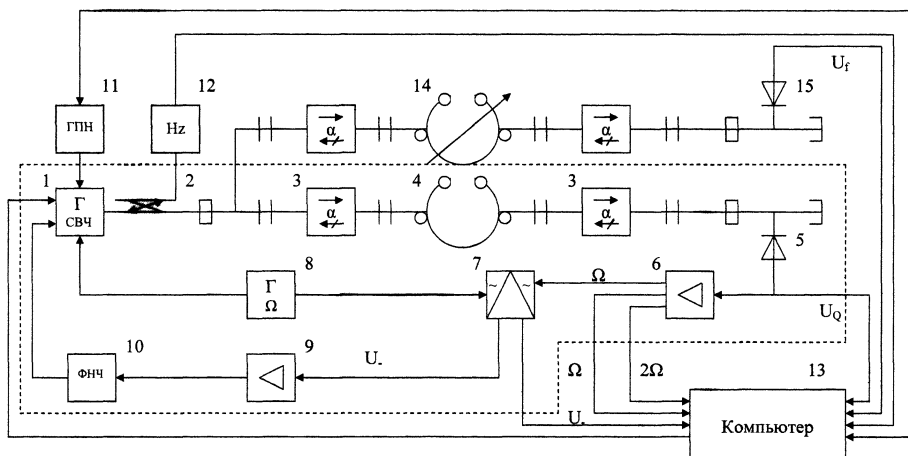 11
12
14
15
U_f
ГПН
Hz
α
α
1
2
3
4
3
Г
СВЧ
α
α
5
8
7
6
Г
Ω
~
~
Ω
U_Q
10
9
U_-
Ω
2Ω
13
ФНЧ
U_-
Компьютер